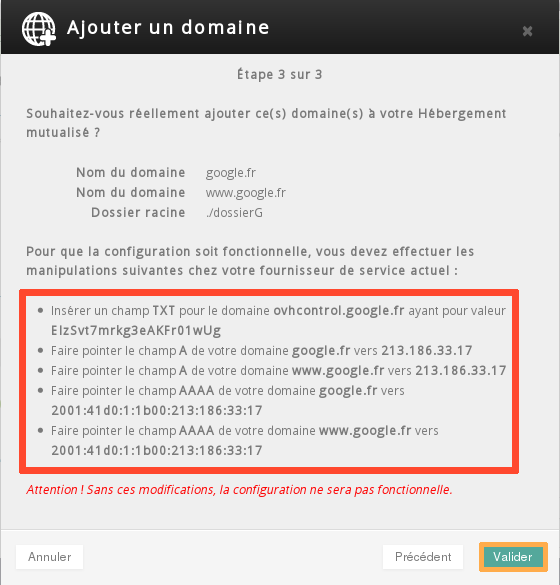 Ajouter un domaine
Étape 3 sur 3
Souhaitez-vous réellement ajouter ce(s) domaine(s) à votre Hébergement
mutualisé ?
Nom du domaine google.fr
Nom du domaine www.google.fr
Dossier racine ./dossierG
Pour que la configuration soit fonctionnelle, vous devez effectuer les
manipulations suivantes chez votre fournisseur de service actuel :
Insérer un champ TXT pour le domaine ovhcontrol.google.fr ayant pour valeur
EIzSvt7mrkg3eAKFr01wUg
Faire pointer le champ A de votre domaine google.fr vers 213.186.33.17
Faire pointer le champ A de votre domaine www.google.fr vers 213.186.33.17
Faire pointer le champ AAAA de votre domaine google.fr vers
2001:41d0:1:1b00:213:186:33:17
Faire pointer le champ AAAA de votre domaine www.google.fr vers
2001:41d0:1:1b00:213:186:33:17
Attention ! Sans ces modifications, la configuration ne sera pas fonctionnelle.
Annuler Précédent Valider